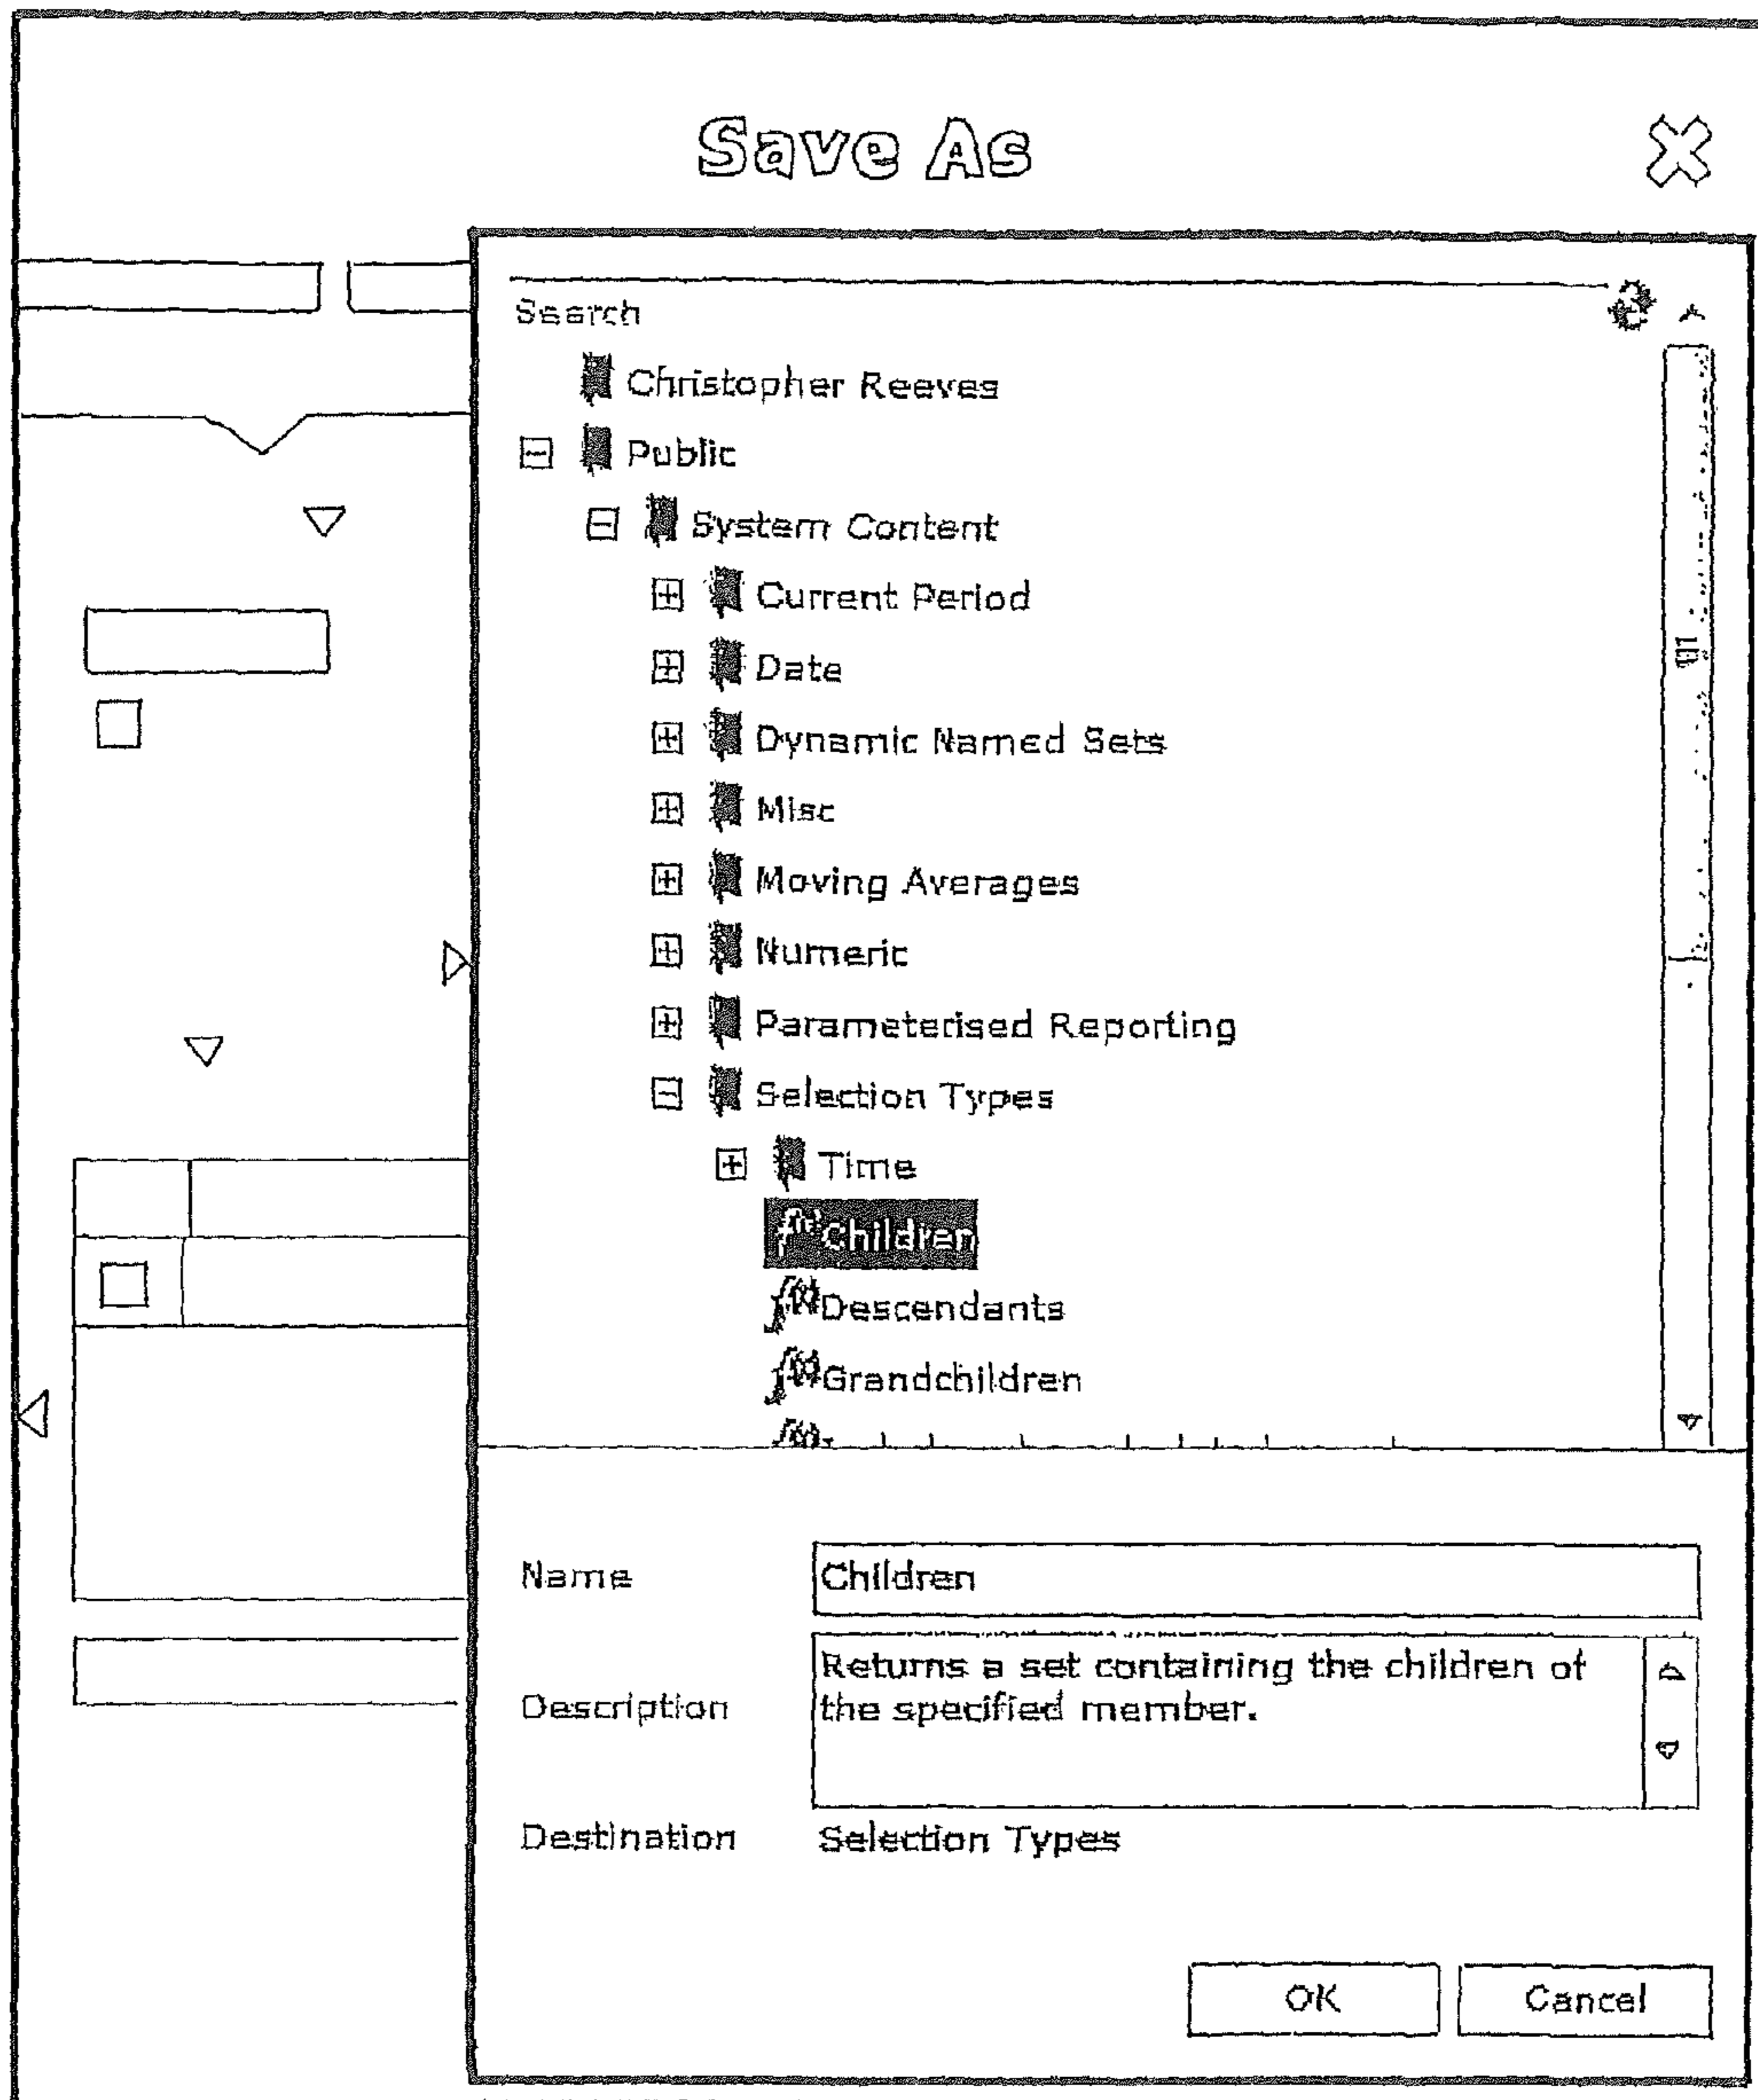 Save As
Search
Christopher Reeves
Public
System Content
Current Period
Date
Dynamic Named Sets
Misc
Moving Averages
Numeric
Parameterised Reporting
Selection Types
Time
Children
Descendants
Grandchildren
Name
Children
Description
Returns a set containing the children of
the specified member.
Destination
Selection Types
OK
Cancel